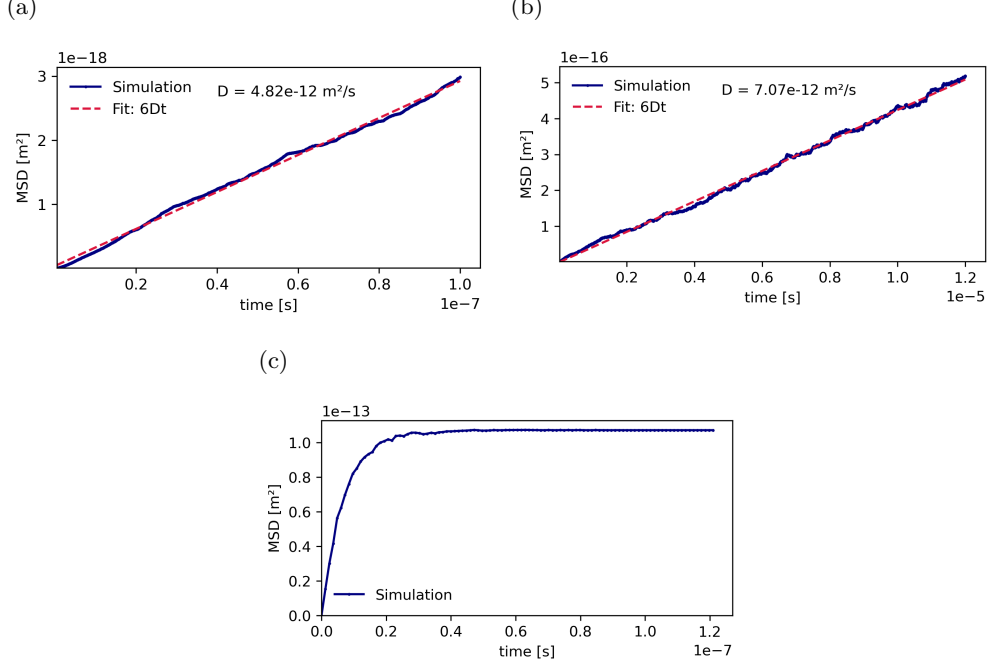 (a)
1e−18
3
2
1
MSD [m²]
Simulation
Fit: 6Dt
D = 4.82e-12 m²/s
0.2 0.4 0.6 0.8 1.0
time [s]
1e−7
(b)
1e−16
5
4
3
2
1
MSD [m²]
Simulation
Fit: 6Dt
D = 7.07e-12 m²/s
0.2 0.4 0.6 0.8 1.0 1.2
time [s]
1e−5
(c)
1e−13
1.0
0.8
0.6
0.4
0.2
0.0
MSD [m²]
Simulation
0.0 0.2 0.4 0.6 0.8 1.0 1.2
time [s]
1e−7